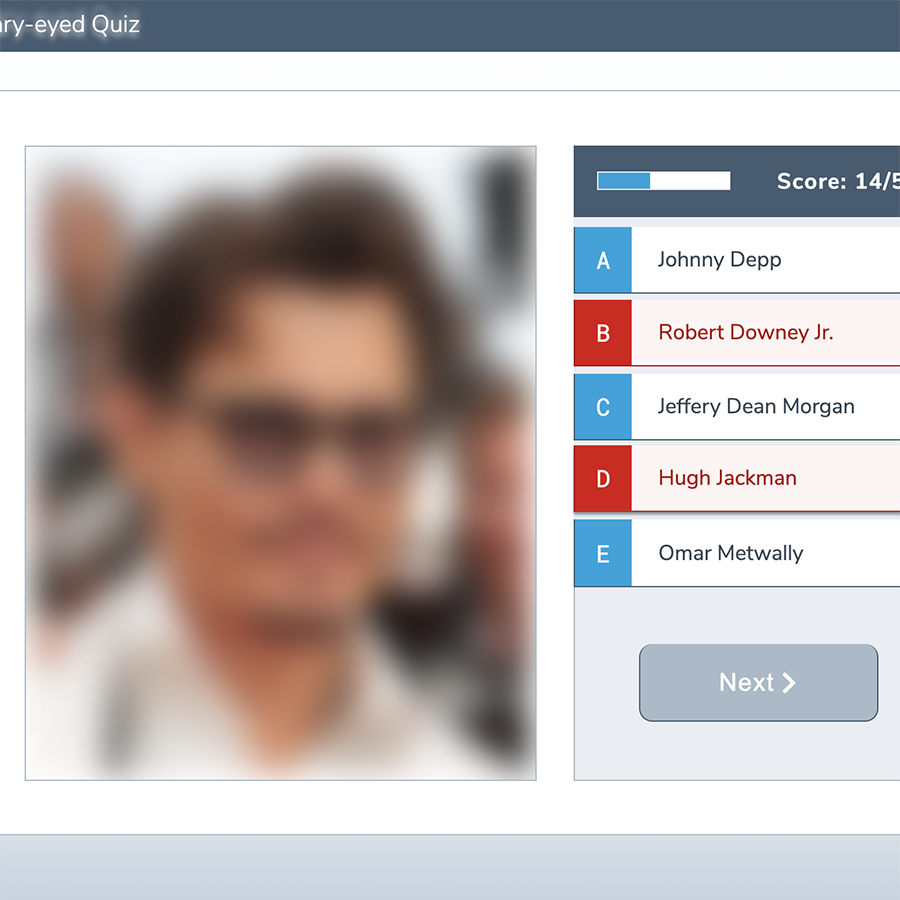 ry-eyed Quiz
Score: 14/5
A Johnny Depp
B Robert Downey Jr.
C Jeffery Dean Morgan
D Hugh Jackman
E Omar Metwally
Next